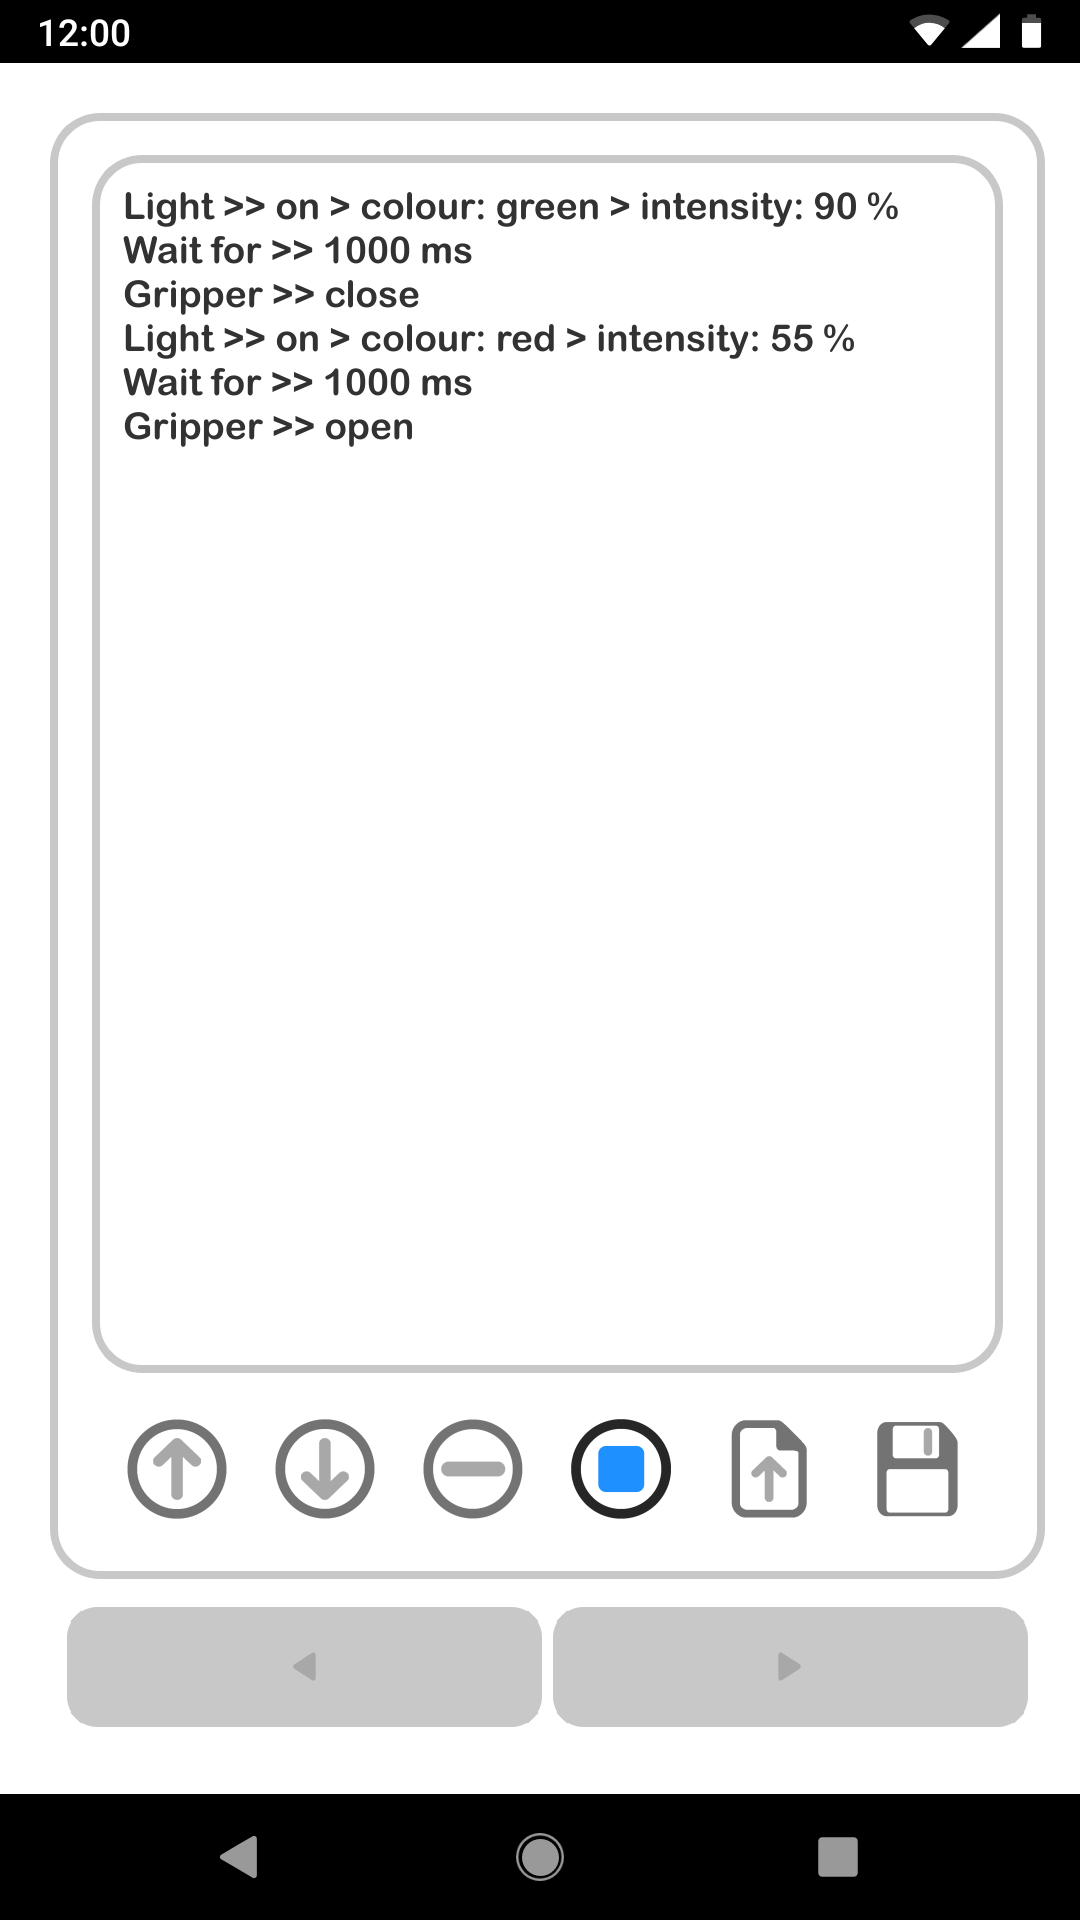 12:00
Light >> on > colour: green > intensity: 90 %
Wait for >> 1000 ms
Gripper >> close
Light >> on > colour: red > intensity: 55 %
Wait for >> 1000 ms
Gripper >> open